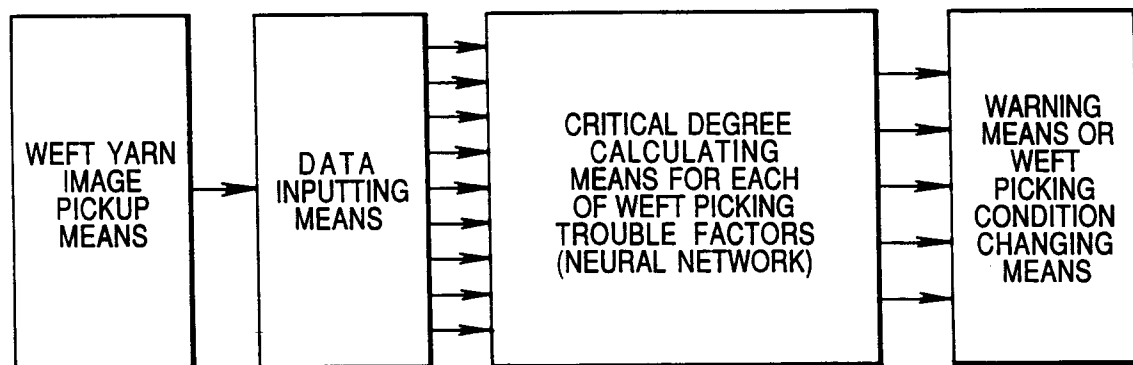 WEFT YARN
IMAGE
PICKUP
MEANS
DATA
INPUTTING
MEANS
CRITICAL DEGREE
CALCULATING
MEANS FOR EACH
OF WEFT PICKING
TROUBLE FACTORS
(NEURAL NETWORK)
WARNING
MEANS OR
WEFT
PICKING
CONDITION
CHANGING
MEANS